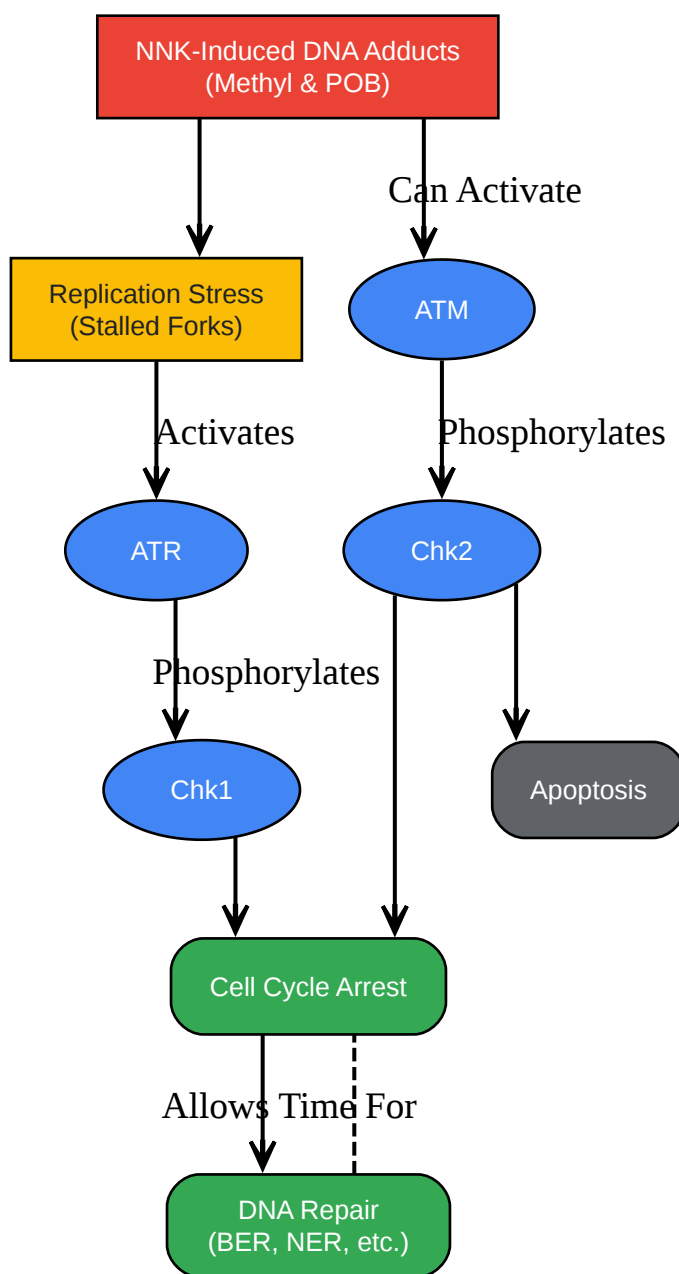 NNK-Induced DNA Adducts
(Methyl & POB)
Can Activate
Replication Stress
(Stalled Forks)
ATM
Activates
Phosphorylates
ATR
Chk2
Phosphorylates
Chk1
Apoptosis
Cell Cycle Arrest
Allows Time For
DNA Repair
(BER, NER, etc.)